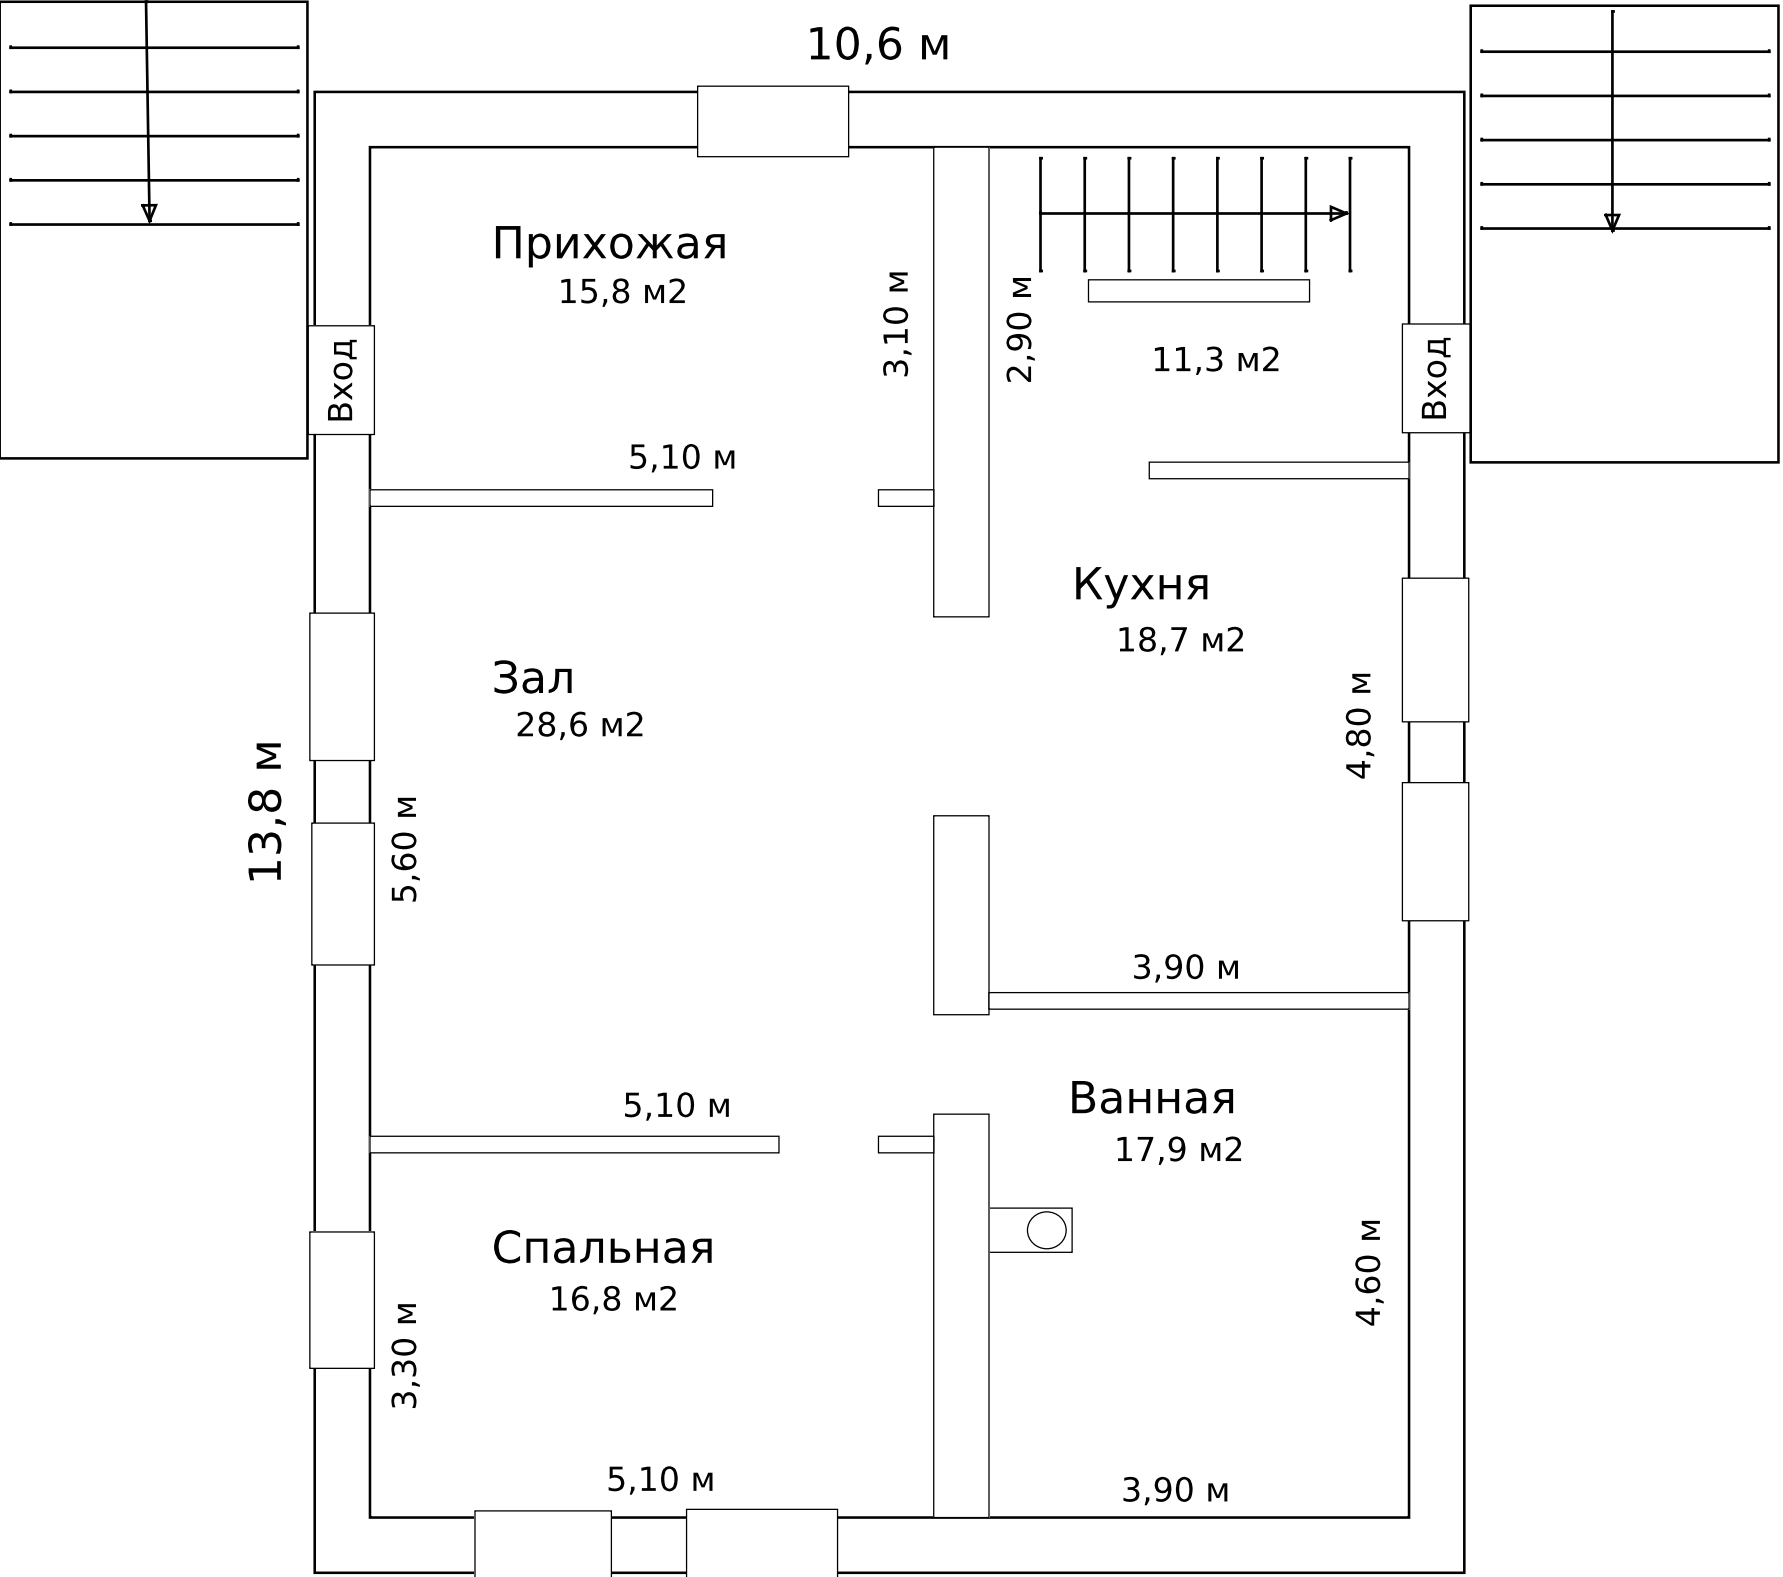 10,6 м
Прихожая
15,8 м2
3,10 м
2,90 м
11,3 м2
Вход
Вход
5,10 м
Кухня
18,7 м2
Зал
28,6 м2
4,80 м
13,8 м
5,60 м
3,90 м
5,10 м
Ванная
17,9 м2
Спальная
16,8 м2
4,60 м
3,30 м
5,10 м
3,90 м